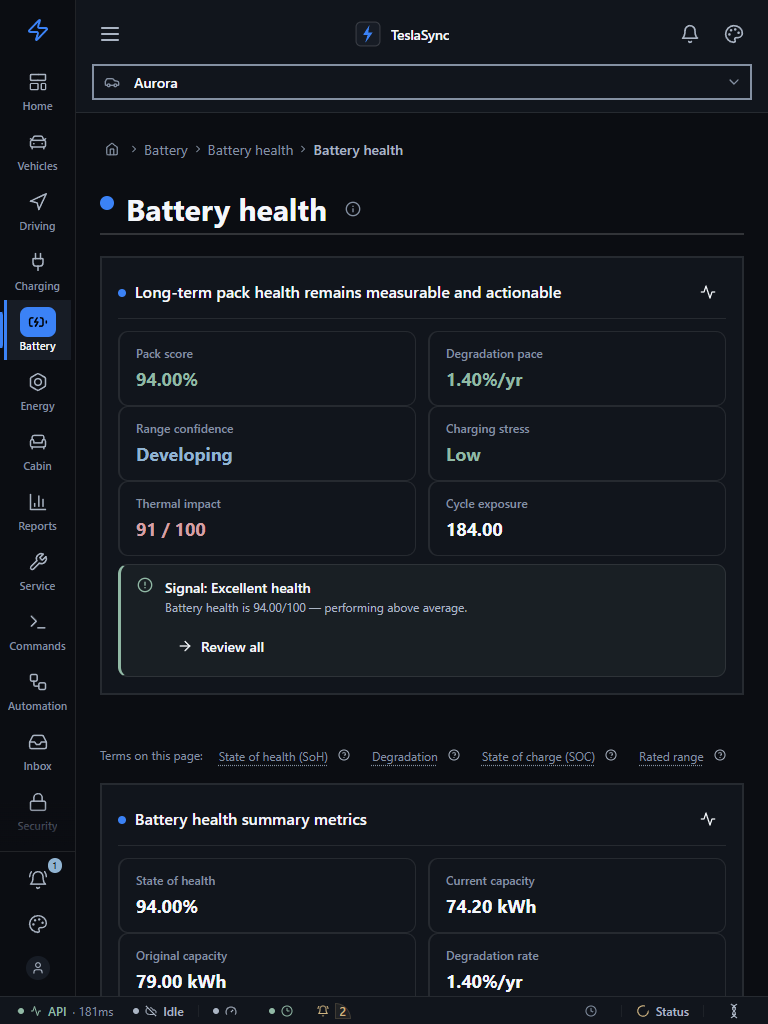 TeslaSync
Aurora
Home
Vehicles
Driving
Charging
Battery
Energy
Cabin
Reports
Service
Commands
Automation
Inbox
Security
1
Battery
Battery health
Battery health
Battery health
Long-term pack health remains measurable and actionable
Pack score
94.00%
Degradation pace
1.40%/yr
Range confidence
Developing
Charging stress
Low
Thermal impact
91 / 100
Cycle exposure
184.00
Signal: Excellent health
Battery health is 94.00/100 — performing above average.
Review all
Terms on this page: State of health (SoH) Degradation State of charge (SOC) Rated range
Battery health summary metrics
State of health
94.00%
Current capacity
74.20 kWh
Original capacity
79.00 kWh
Degradation rate
1.40%/yr
API · 181ms Idle 2 Status